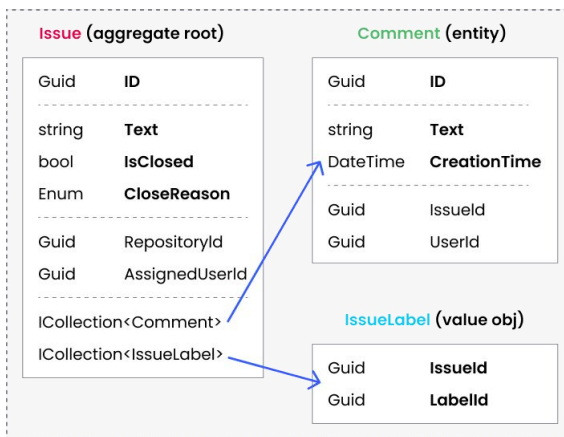 Issue (aggregate root)
Guid ID
string Text
bool IsClosed
Enum CloseReason
Guid RepositoryId
Guid AssignedUserId
ICollection<Comment>
ICollection<IssueLabel>
Comment (entity)
Guid ID
string Text
DateTime CreationTime
Guid IssueId
Guid UserId
IssueLabel (value obj)
Guid IssueId
Guid LabelId